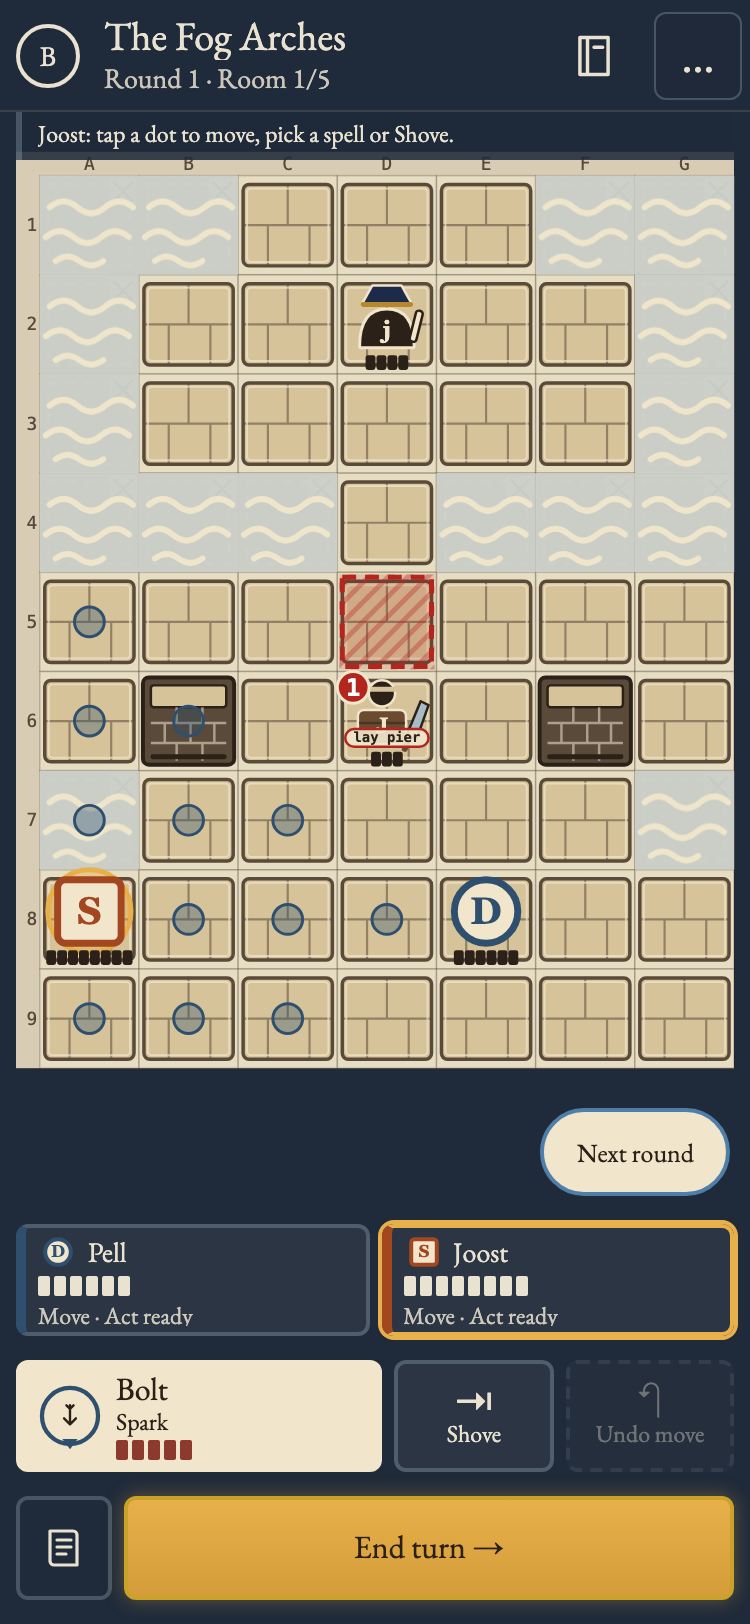 B
The Fog Arches
Round 1 · Room 1/5
...
Joost: tap a dot to move, pick a spell or Shove.
A B C D E F G
1
2
j
3
4
5
6
1
lay pier
7
8
S
D
9
Next round
D Pell
Move · Act ready
S Joost
Move · Act ready
Bolt
Spark
Shove
Undo move
End turn →